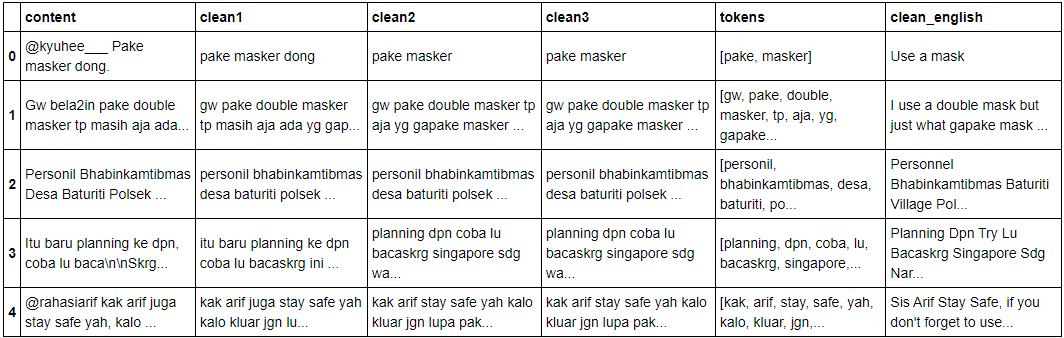 content clean1 clean2 clean3 tokens clean_english
0 @kyuhee___ Pake masker dong. pake masker dong pake masker pake masker [pake, masker] Use a mask
1 Gw bela2in pake double masker tp masih aja ada... gw pake double masker tp masih aja ada yg gap... gw pake double masker tp aja yg gapake masker ... gw pake double masker tp aja yg gapake masker ... [gw, pake, double, masker, tp, aja, yg, gapake... I use a double mask but just what gapake mask ...
2 Personil Bhabinkamtibmas Desa Baturiti Polsek ... personil bhabinkamtibmas desa baturiti polsek ... personil bhabinkamtibmas desa baturiti polsek ... personil bhabinkamtibmas desa baturiti polsek ... [personil, bhabinkamtibmas, desa, baturiti, po... Personnel Bhabinkamtibmas Baturiti Village Pol...
3 Itu baru planning ke dpn, coba lu baca\n\nSkrg... itu baru planning ke dpn coba lu bacaskrg ini ... planning dpn coba lu bacaskrg singapore sdg wa... planning dpn coba lu bacaskrg singapore sdg wa... [planning, dpn, coba, lu, bacaskrg, singapore,... Planning Dpn Try Lu Bacaskrg Singapore Sdg Nar...
4 @rahasiarif kak arif juga stay safe yah, kalo ... kak arif juga stay safe yah kalo kluar jgn lu... kak arif stay safe yah kalo kluar jgn lupa pak... kak arif stay safe yah kalo kluar jgn lupa pak... [kak, arif, stay, safe, yah, kalo, kluar, jgn,... Sis Arif Stay Safe, if you don't forget to use...